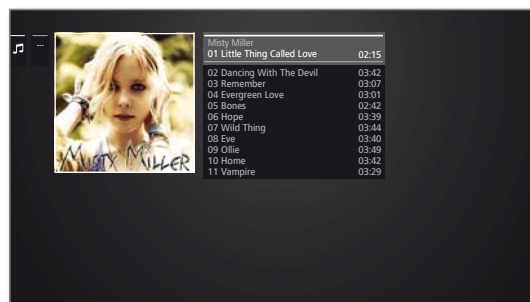 ...
MISTY MILLER
Misty Miller
01 Little Thing Called Love 02:15
02 Dancing With The Devil 03:42
03 Remember 03:07
04 Evergreen Love 03:01
05 Bones 02:42
06 Hope 03:39
07 Wild Thing 03:44
08 Eve 03:40
09 Ollie 03:49
10 Home 03:42
11 Vampire 03:29